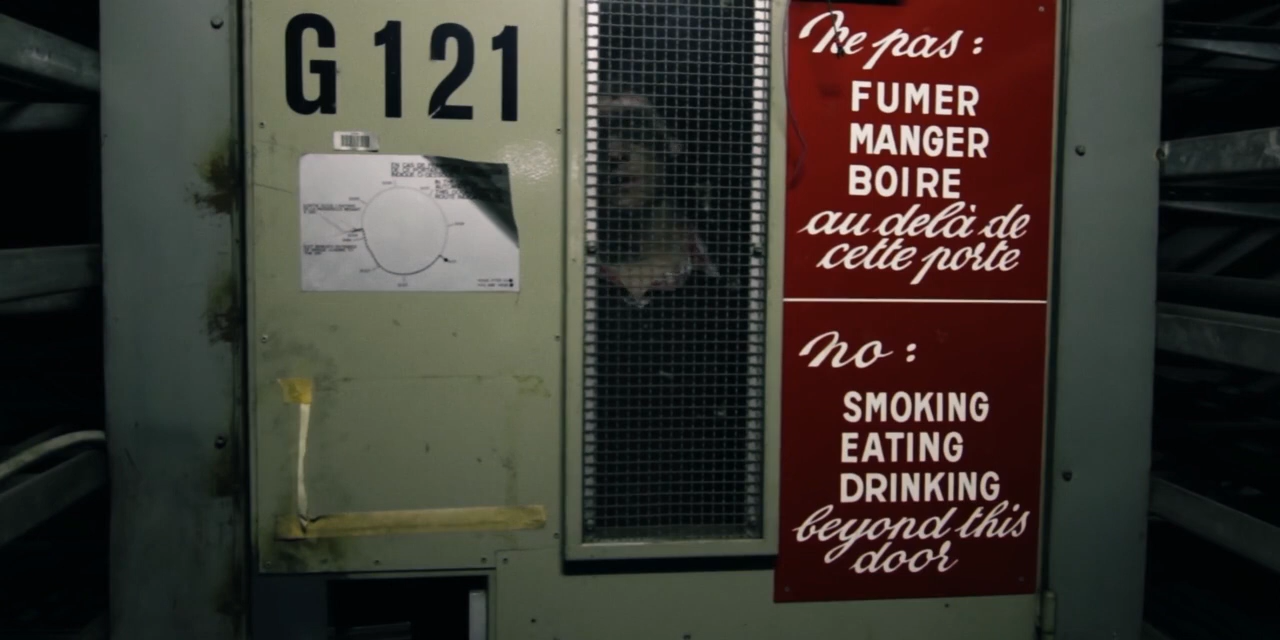 G 121
Ne pas :
FUMER
MANGER
BOIRE
au delà de
cette porte
no :
SMOKING
EATING
DRINKING
beyond this
door